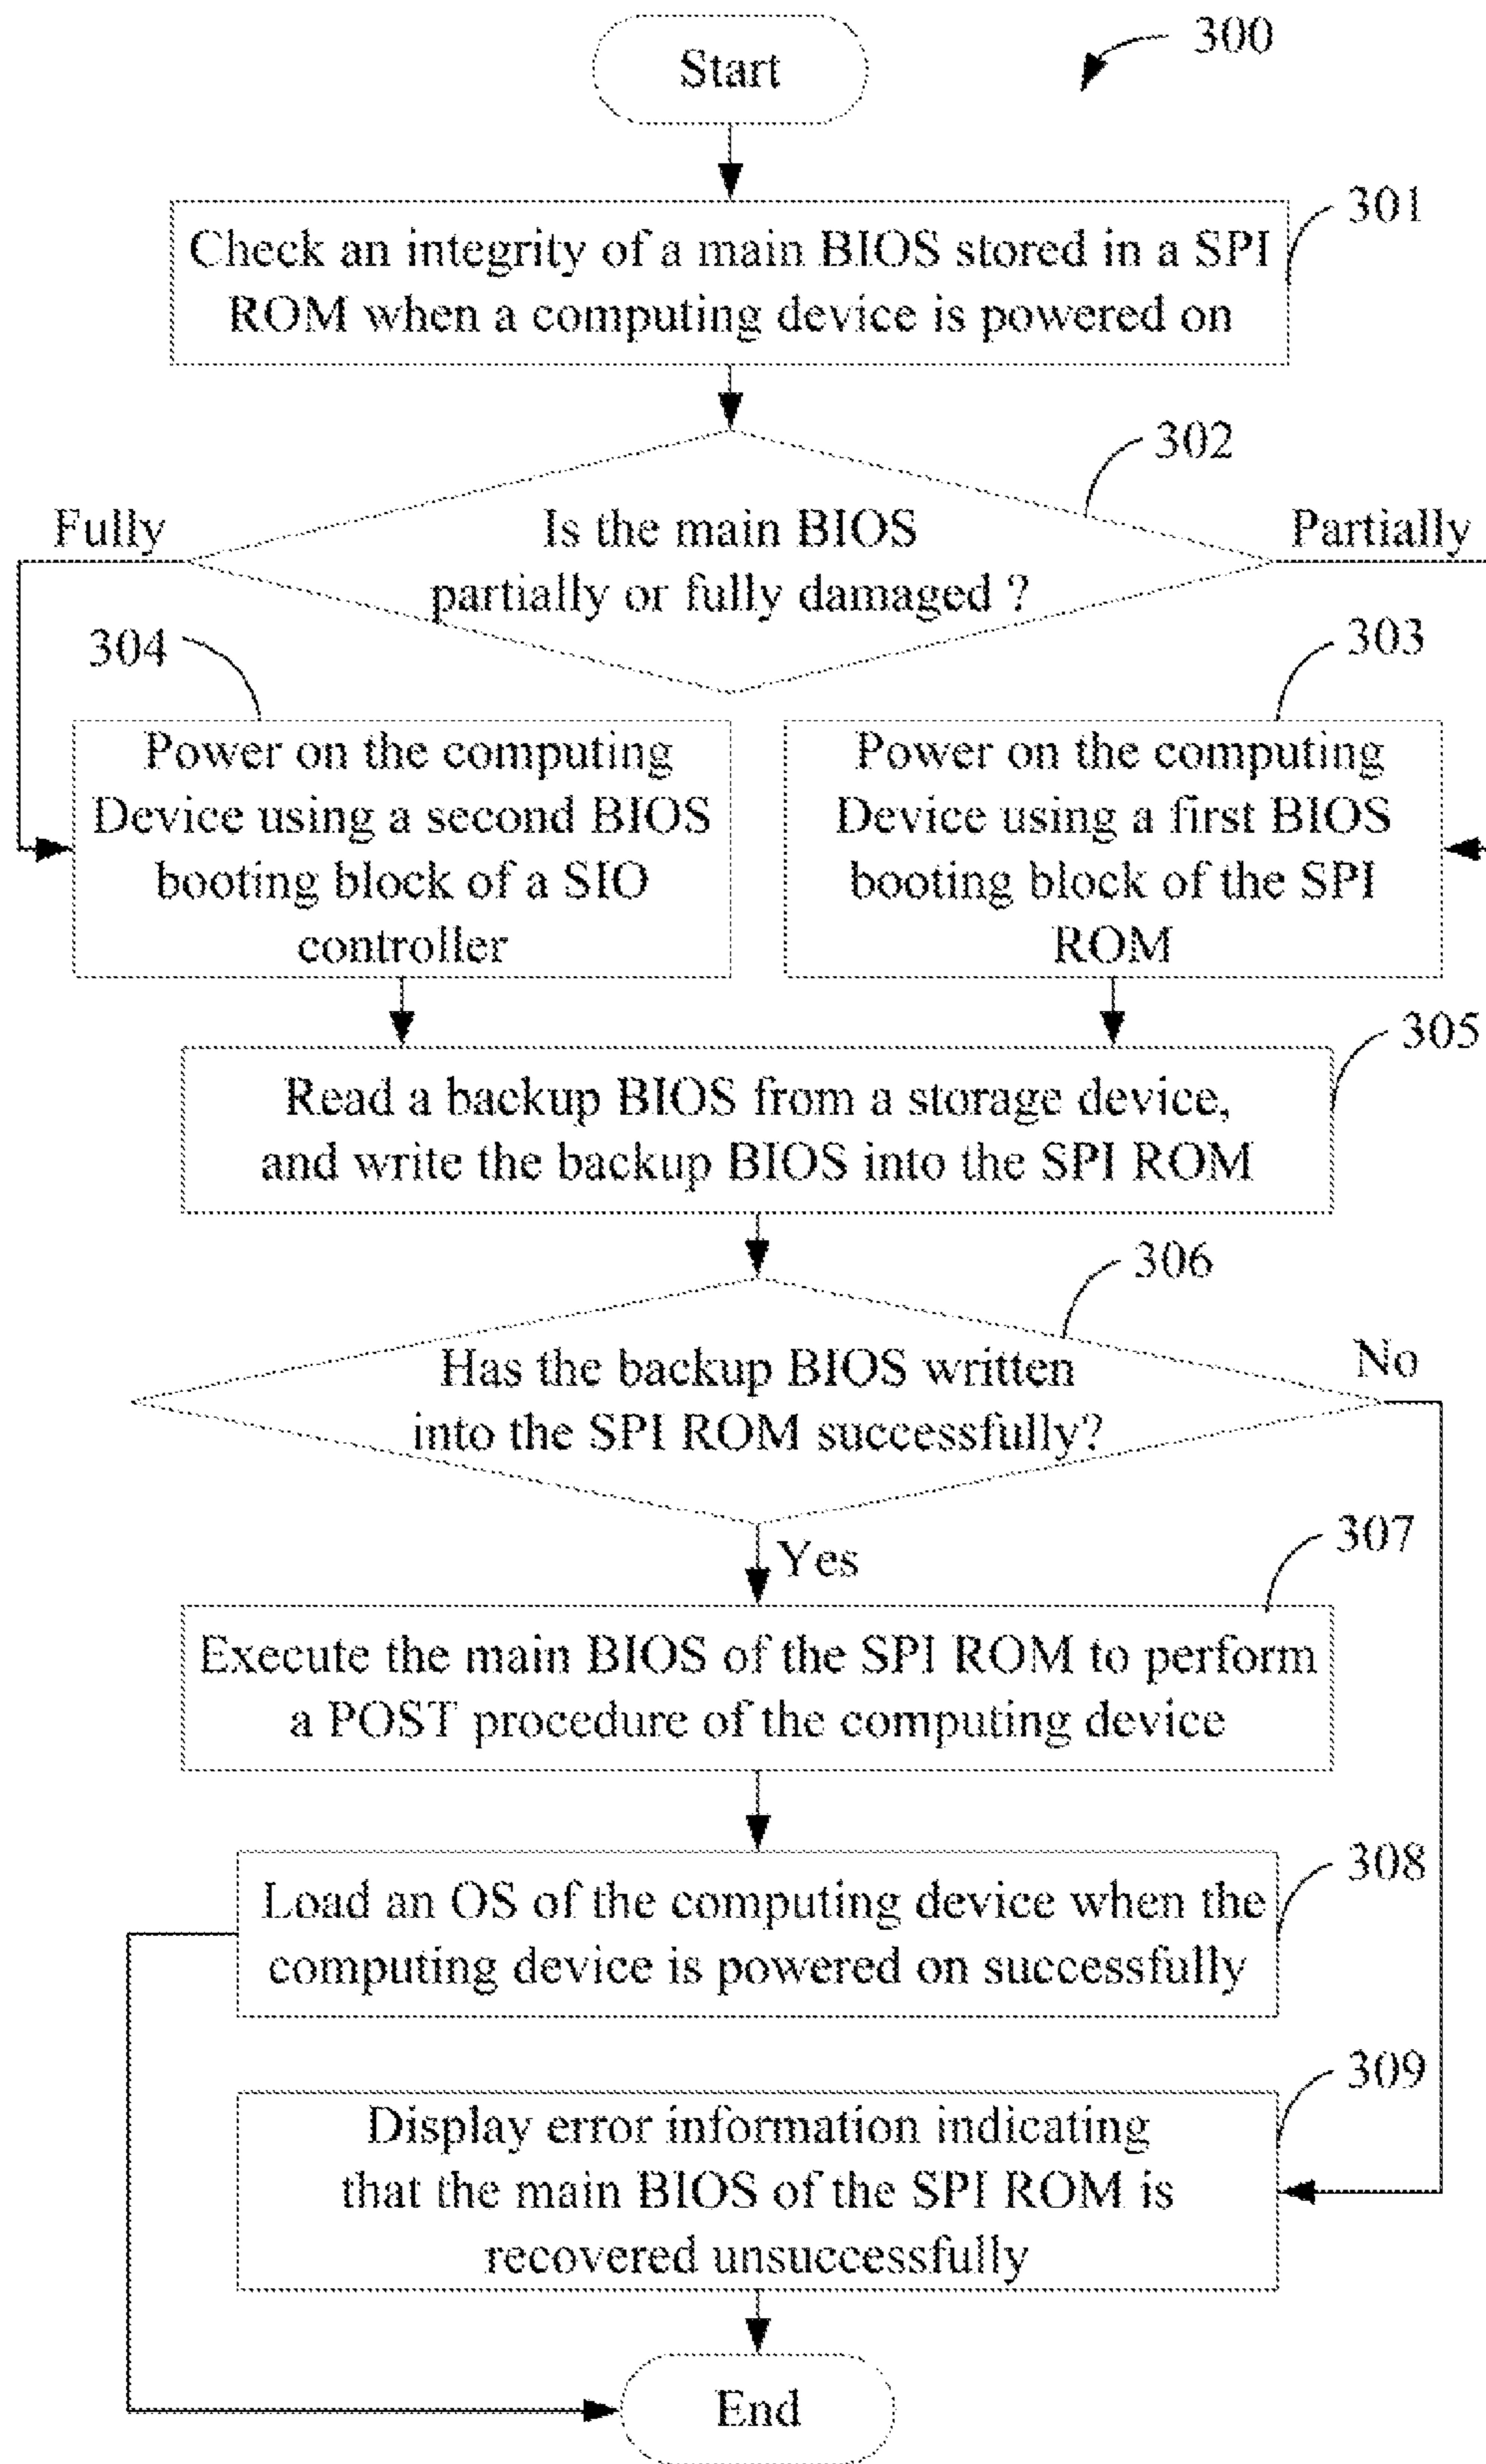 300
Start
301
Check an integrity of a main BIOS stored in a SPI
ROM when a computing device is powered on
302
Fully
Is the main BIOS
partially or fully damaged ?
Partially
304
303
Power on the computing
Device using a second BIOS
booting block of a SIO
controller
Power on the computing
Device using a first BIOS
booting block of the SPI
ROM
305
Read a backup BIOS from a storage device,
and write the backup BIOS into the SPI ROM
306
Has the backup BIOS written
into the SPI ROM successfully?
No
Yes
307
Execute the main BIOS of the SPI ROM to perform
a POST procedure of the computing device
308
Load an OS of the computing device when the
computing device is powered on successfully
309
Display error information indicating
that the main BIOS of the SPI ROM is
recovered unsuccessfully
End